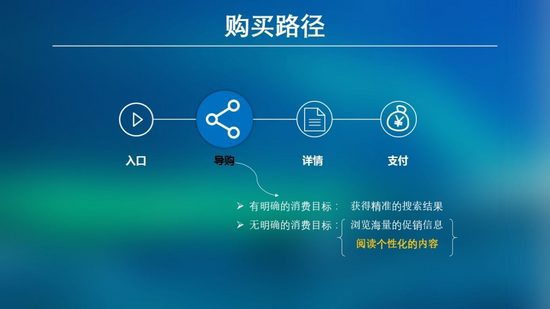 购买路径
¥
入口 导购 详情 支付
➢ 有明确的消费目标： 获得精准的搜索结果
➢ 无明确的消费目标： 浏览海量的促销信息
阅读个性化的内容